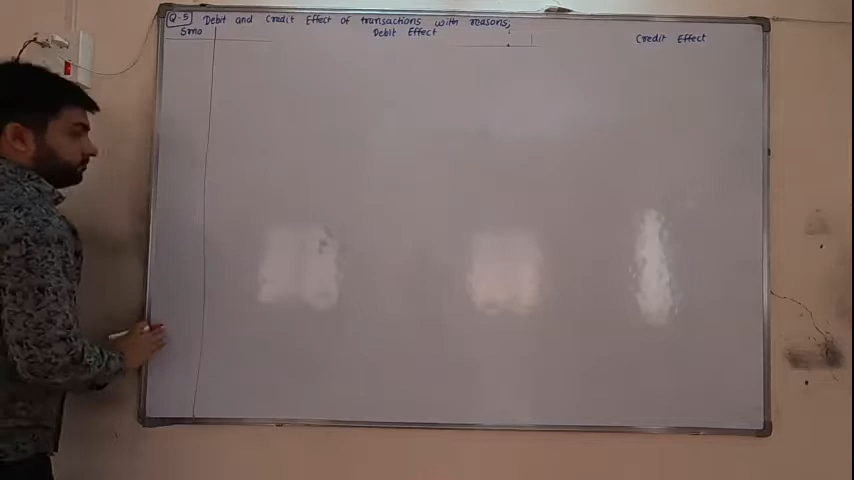 Q-5 Debit and Credit Effect of transactions with reasons;
Srno Debit Effect Credit Effect